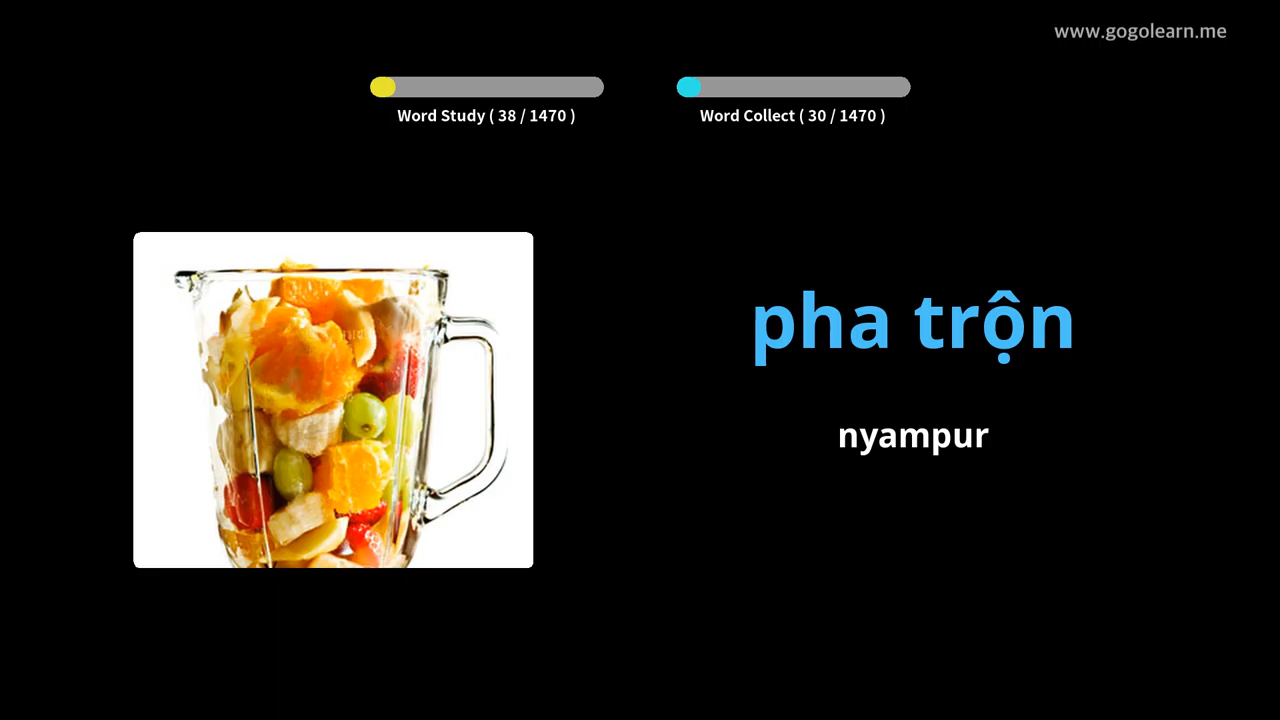 www.gogolearn.me
Word Study ( 38 / 1470 )
Word Collect ( 30 / 1470 )
pha trộn
nyampur